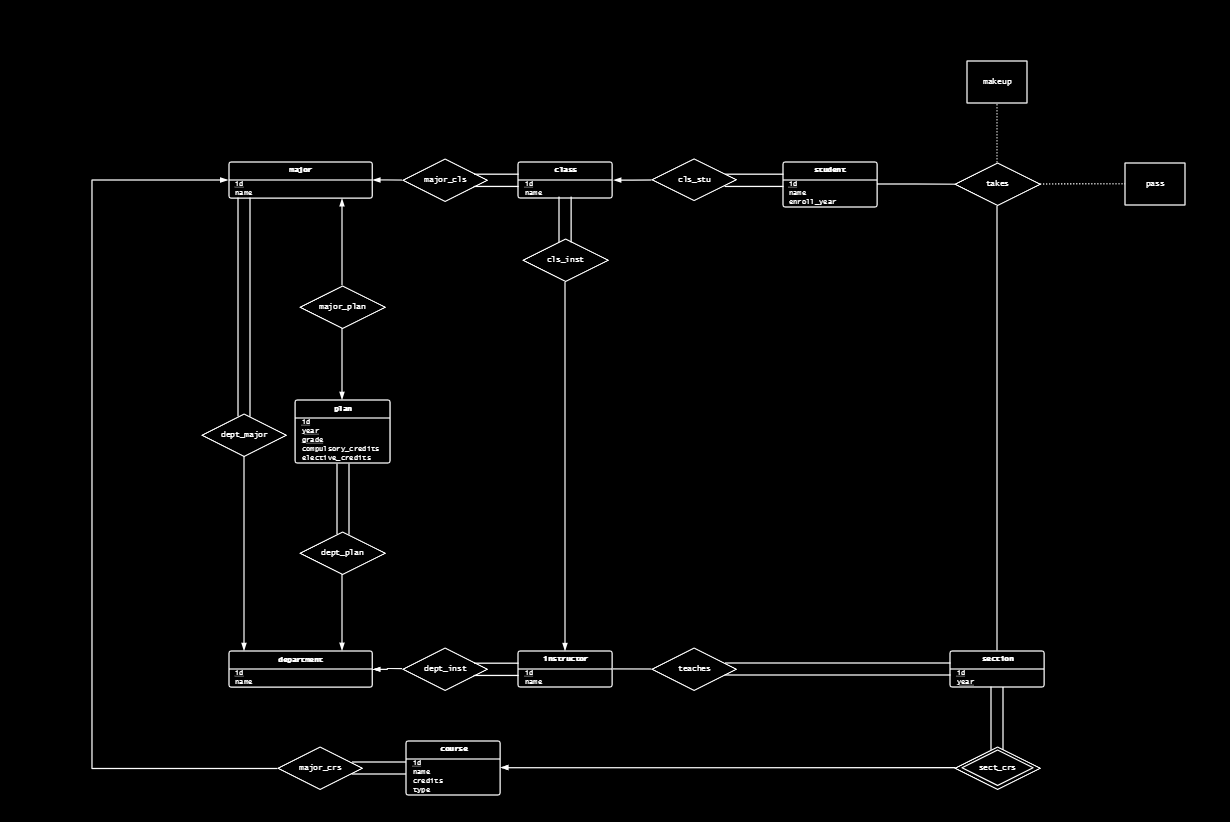 makeup
major
id
name
major_cls
class
id
name
cls_stu
student
id
name
enroll_year
takes
pass
cls_inst
major_plan
plan
id
year
grade
compulsory_credits
elective_credits
dept_major
dept_plan
department
id
name
dept_inst
instructor
id
name
teaches
section
id
year
major_crs
course
id
name
credits
type
sect_crs